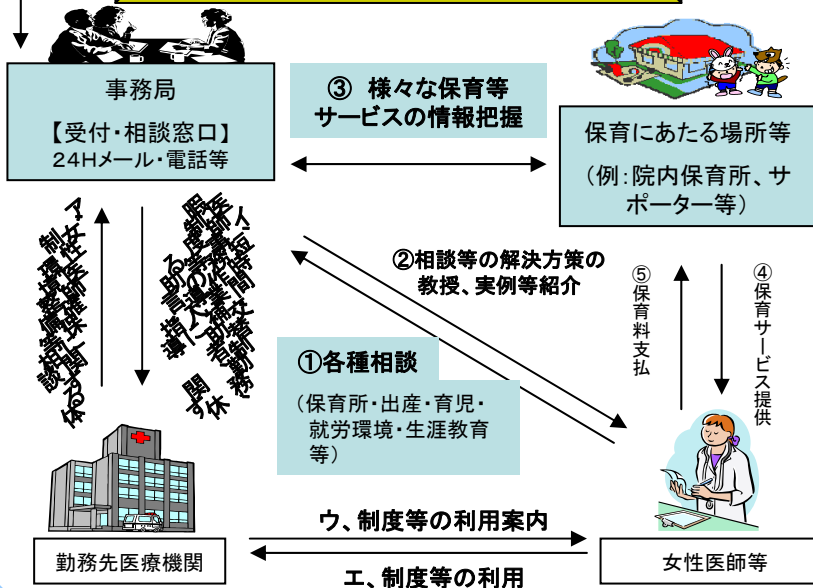 事務局
【受付・相談窓口】
24Hメール・電話等
③ 様々な保育等
サービスの情報把握
保育にあたる場所等
(例:院内保育所、サ
ポーター等)
②相談等の解決方策の
教授、実例等紹介
⑤保育料支払
④保育サービス提供
①各種相談
(保育所・出産・育児・
就労環境・生涯教育
等)
ウ、制度等の利用案内
エ、制度等の利用
勤務先医療機関
女性医師等